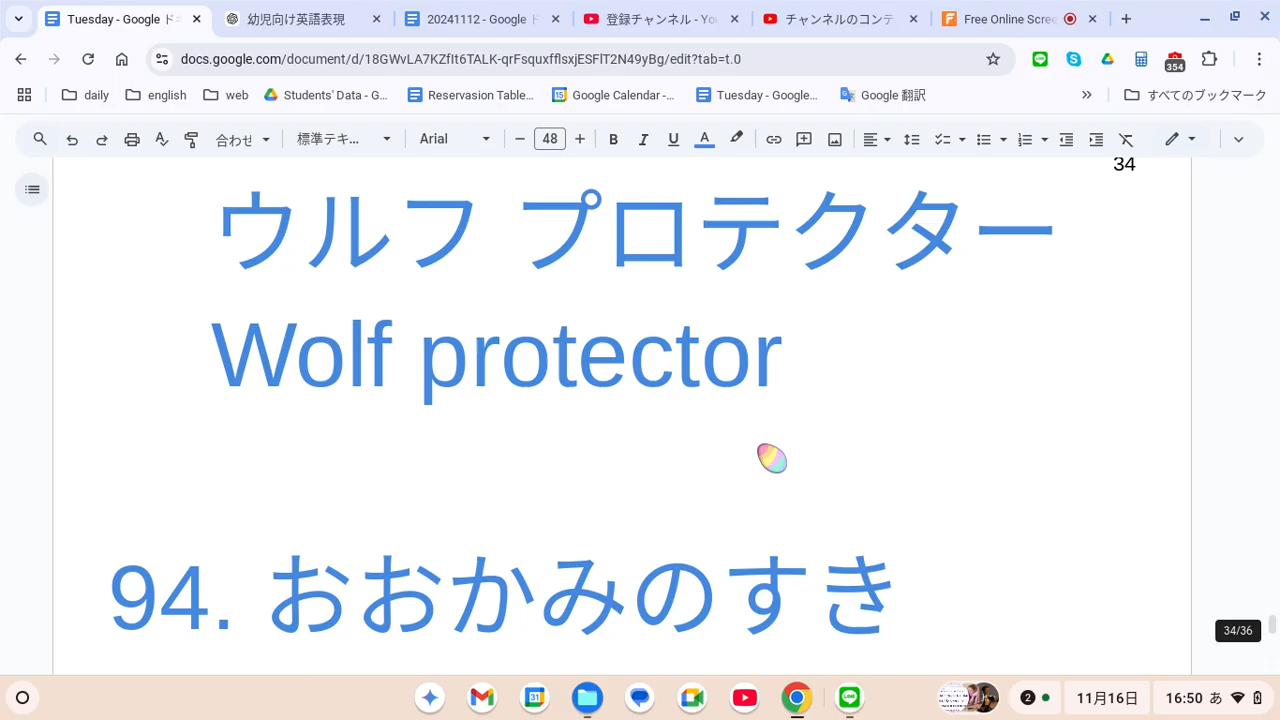 Tuesday - Google ド
幼児向け英語表現
20241112 - Google ド
登録チャンネル - You
チャンネルのコンテ
Free Online Scree
docs.google.com/document/d/
edit?tab=t.0
354
daily
english
web
Students' Data - G...
Reservasion Table...
Google Calendar -...
Tuesday - Google...
Google 翻訳
すべてのブックマーク
合わせ
標準テキ...
Arial
48
B I U A
34
ウルフ プロテクター
Wolf protector
94. おおかみのすき
34/36
31
2
11月16日
16:50 あ